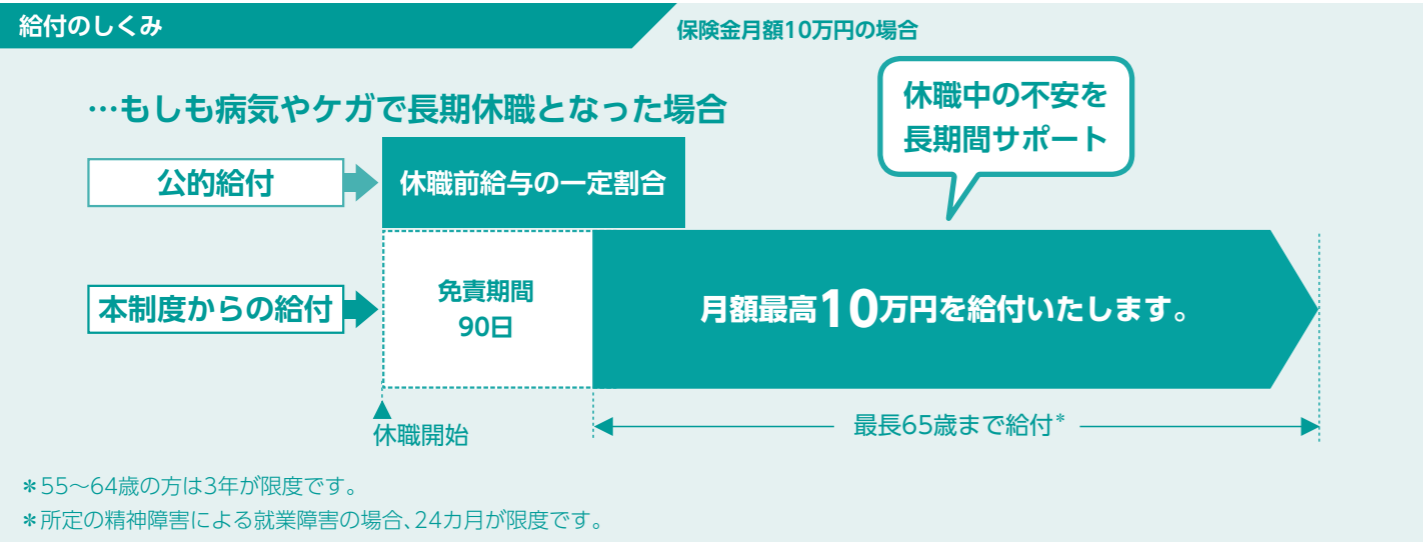 給付のしくみ
保険金月額10万円の場合
…もしも病気やケガで長期休職となった場合
休職中の不安を
長期間サポート
公的給付
休職前給与の一定割合
本制度からの給付
免責期間
90日
月額最高10万円を給付いたします。
休職開始
最長65歳まで給付*
*55～64歳の方は3年が限度です。
*所定の精神障害による就業障害の場合、24カ月が限度です。